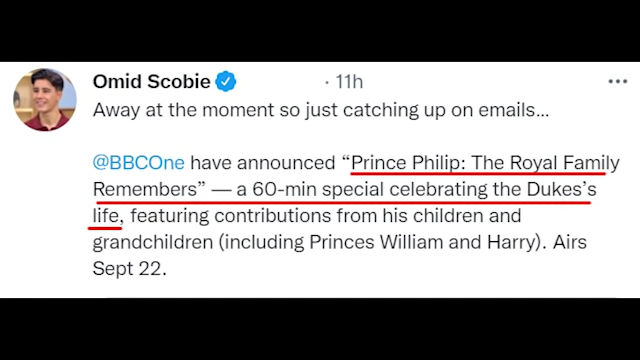 Omid Scobie · 11h
Away at the moment so just catching up on emails...
@BBCOne have announced “Prince Philip: The Royal Family
Remembers” — a 60-min special celebrating the Dukes’s
life, featuring contributions from his children and
grandchildren (including Princes William and Harry). Airs
Sept 22.